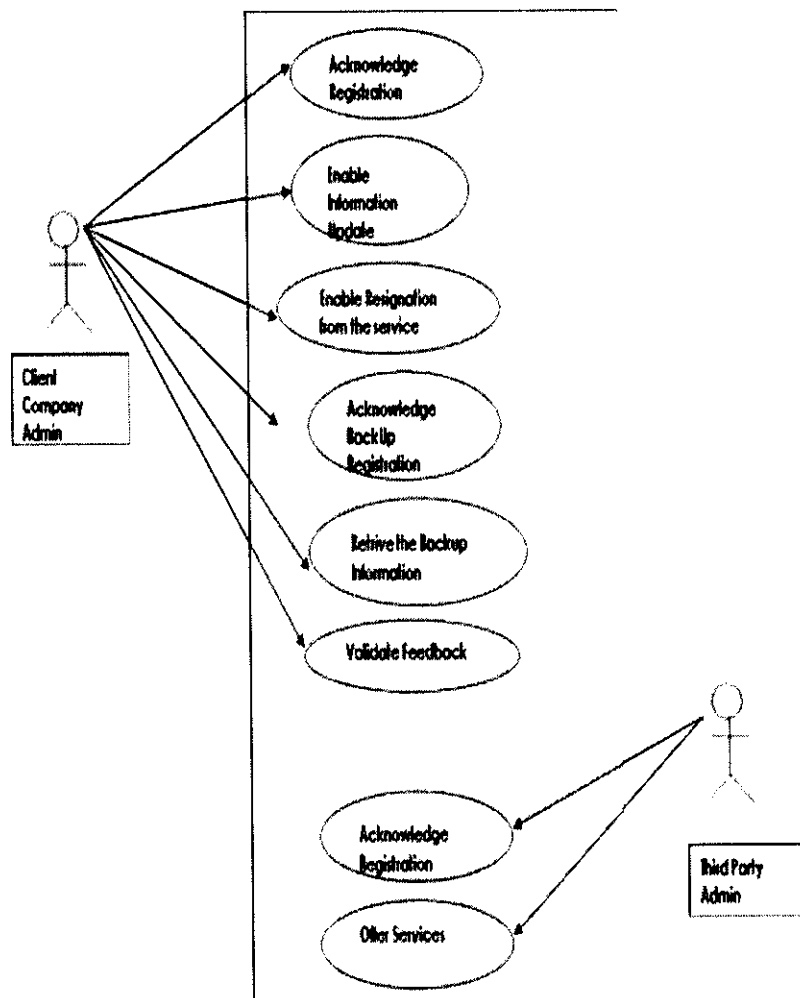 Acknowledge
Registration
Enable
Information
Update
Enable Resignation
from the service
Client
Company
Admin
Acknowledge
Back Up
Registration
Retrive the Backup
Information
Validate Feedback
Acknowledge
Registration
Third Party
Admin
Offer Services